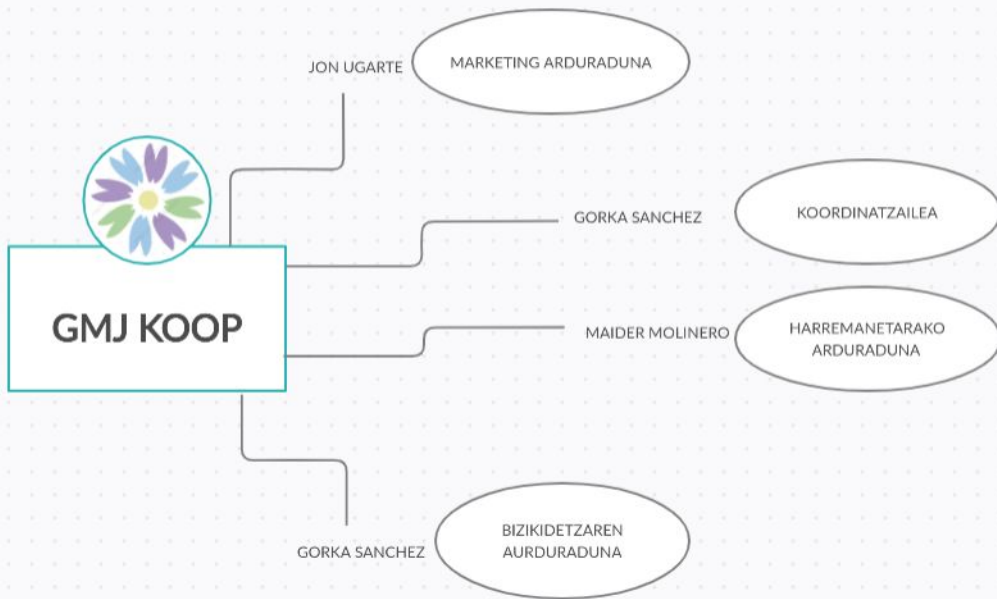 JON UGARTE
MARKETING ARDURADUNA
GORKA SANCHEZ
KOORDINATZAILEA
GMJ KOOP
MAIDER MOLINERO
HARREMANETARAKO
ARDURADUNA
GORKA SANCHEZ
BIZIKIDETZAREN
AURDURADUNA